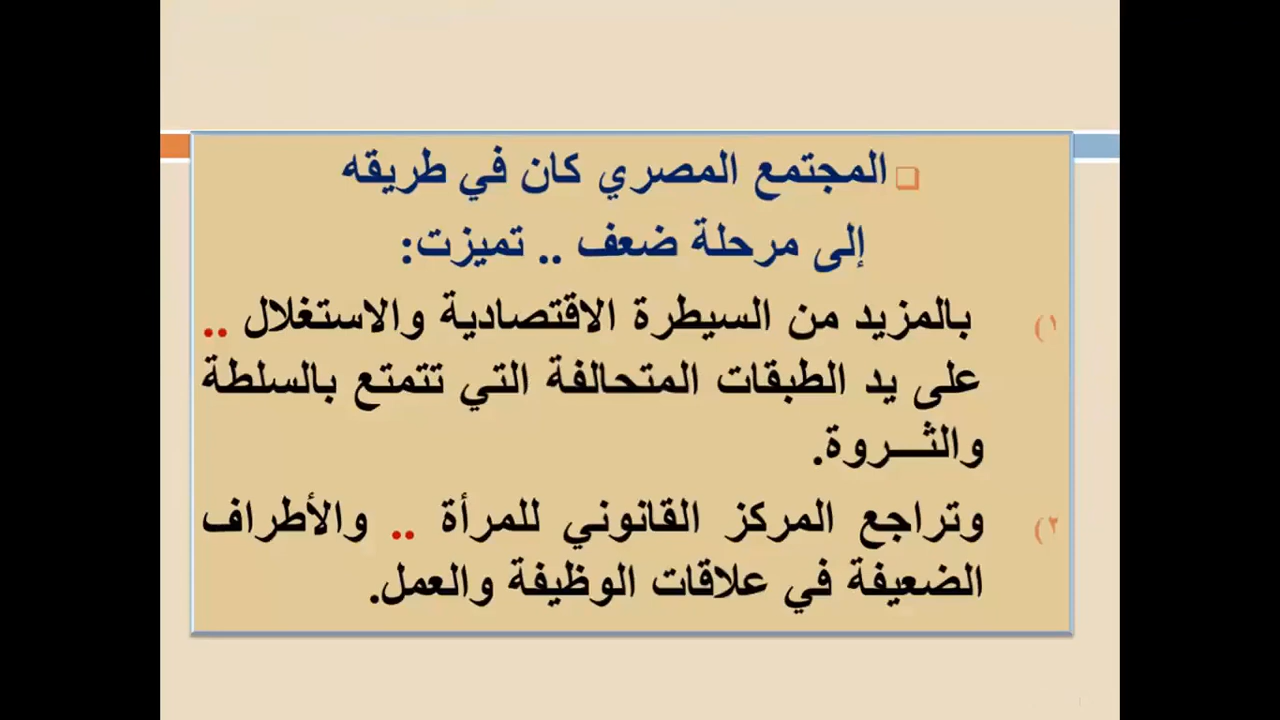 المجتمع المصري كان في طريقه
إلى مرحلة ضعف .. تميزت:
١) بالمزيد من السيطرة الاقتصادية والاستغلال ..
على يد الطبقات المتحالفة التي تتمتع بالسلطة
والثـــروة.
٢) وتراجع المركز القانوني للمرأة .. والأطراف
الضعيفة في علاقات الوظيفة والعمل.